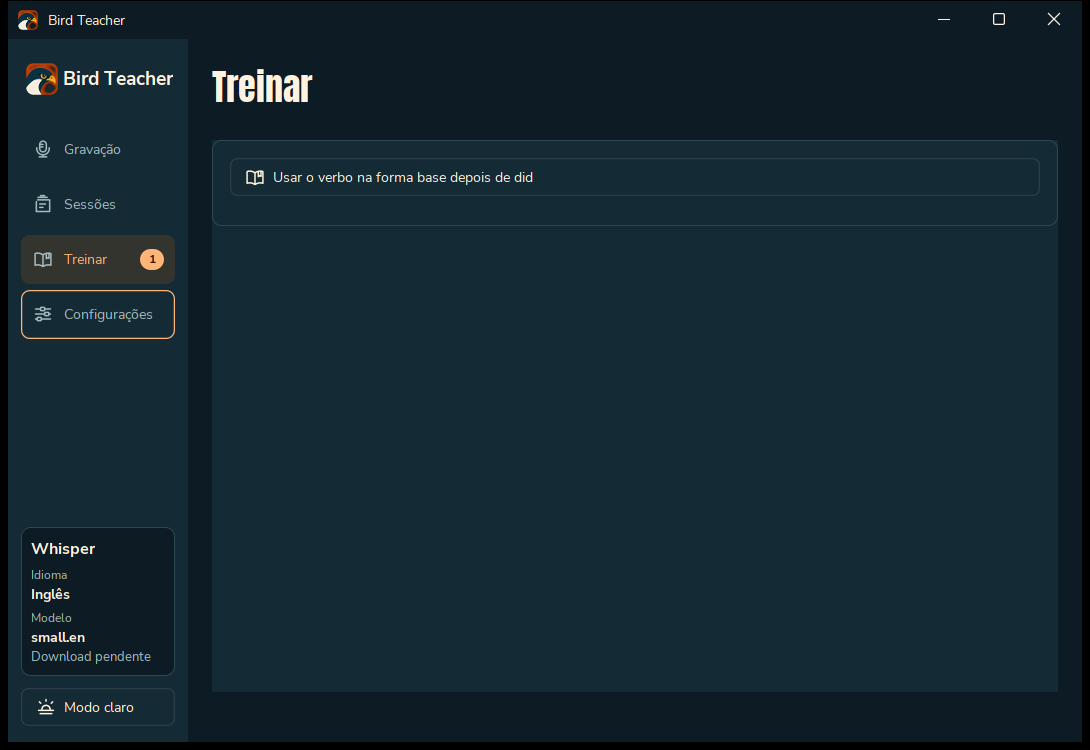 Bird Teacher
Bird Teacher
Gravação
Sessões
Treinar 1
Configurações
Whisper
Idioma
Inglês
Modelo
small.en
Download pendente
Modo claro
Treinar
Usar o verbo na forma base depois de did